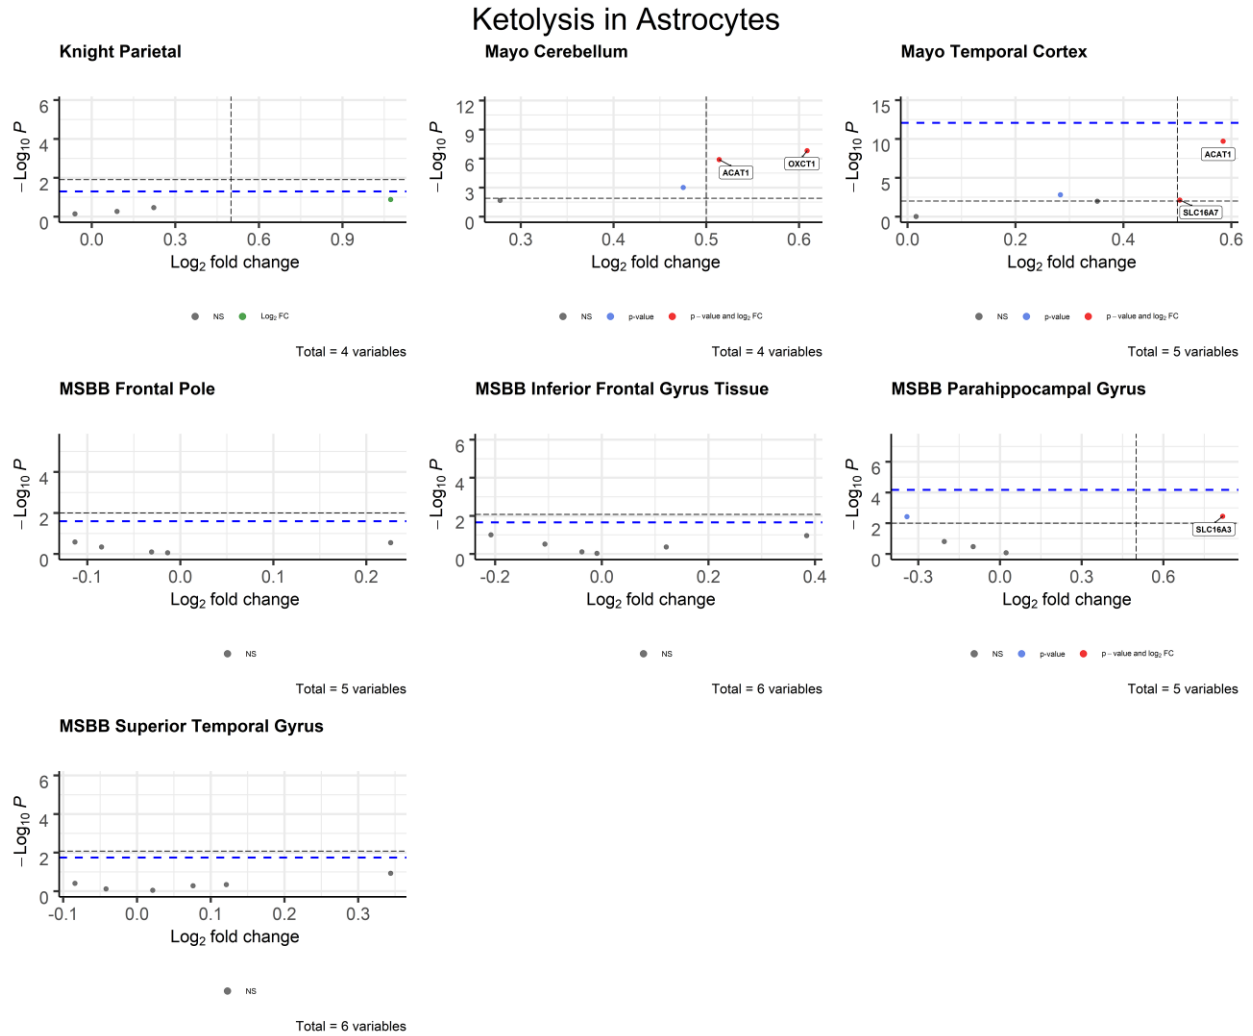 Ketolysis in Astrocytes
Knight Parietal
6
4
2
0
−Log10 P
0.0 0.3 0.6 0.9
Log2 fold change
NS Log2 FC
Total = 4 variables
Mayo Cerebellum
12
9
6
3
0
−Log10 P
ACAT1
OXCT1
0.3 0.4 0.5 0.6
Log2 fold change
NS p-value p − value and log2 FC
Total = 4 variables
Mayo Temporal Cortex
15
10
5
0
−Log10 P
ACAT1
SLC16A7
0.0 0.2 0.4 0.6
Log2 fold change
NS p-value p − value and log2 FC
Total = 5 variables
MSBB Frontal Pole
4
2
0
−Log10 P
-0.1 0.0 0.1 0.2
Log2 fold change
NS
Total = 5 variables
MSBB Inferior Frontal Gyrus Tissue
6
4
2
0
−Log10 P
-0.2 0.0 0.2 0.4
Log2 fold change
NS
Total = 6 variables
MSBB Parahippocampal Gyrus
6
4
2
0
−Log10 P
SLC16A3
-0.3 0.0 0.3 0.6
Log2 fold change
NS p-value p − value and log2 FC
Total = 5 variables
MSBB Superior Temporal Gyrus
6
4
2
0
−Log10 P
-0.1 0.0 0.1 0.2 0.3
Log2 fold change
NS
Total = 6 variables